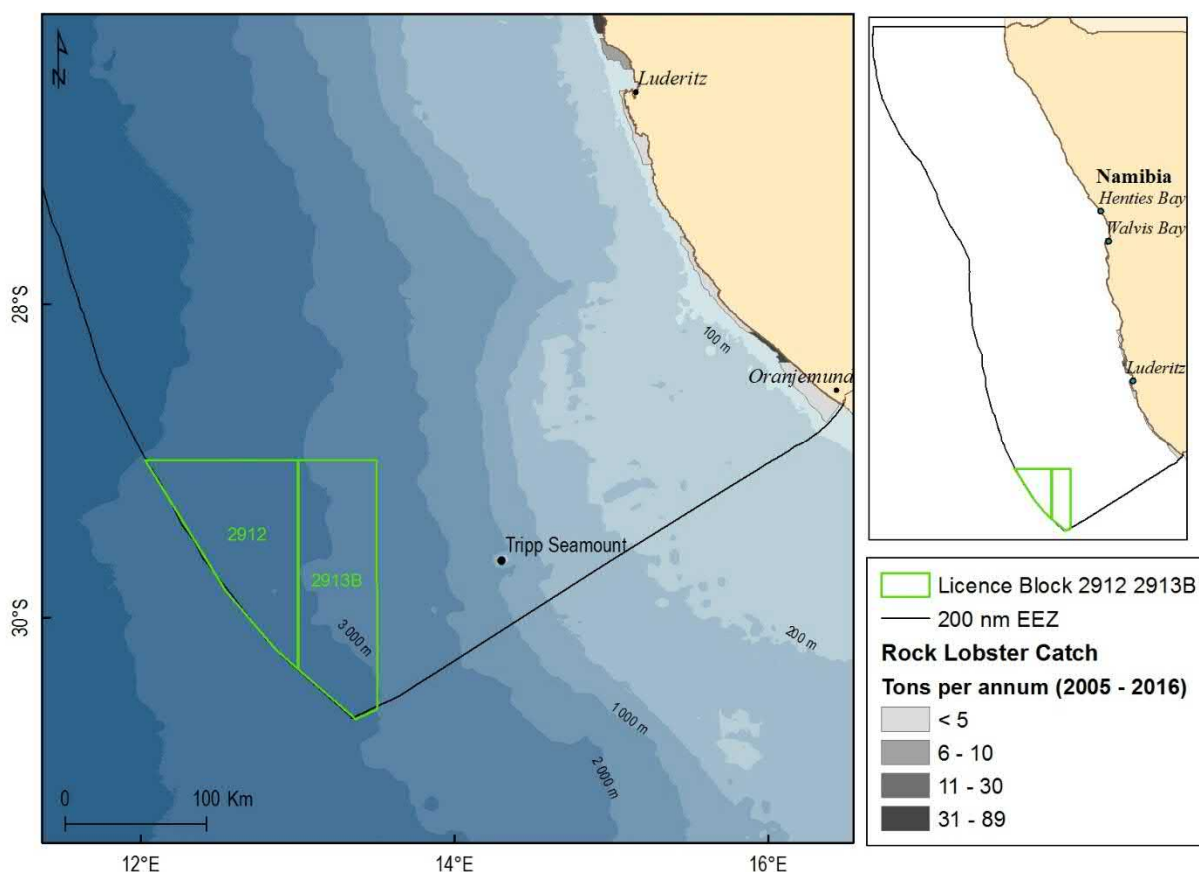 N
Luderitz
28°S
100 m
Oranjemund
2912
Tripp Seamount
2913B
30°S
3 000 m
200 m
1 000 m
2 000 m
0 100 Km
12°E 14°E 16°E
Namibia
Henties Bay
Walvis Bay
Luderitz
Licence Block 2912 2913B
200 nm EEZ
Rock Lobster Catch
Tons per annum (2005 - 2016)
< 5
6 - 10
11 - 30
31 - 89